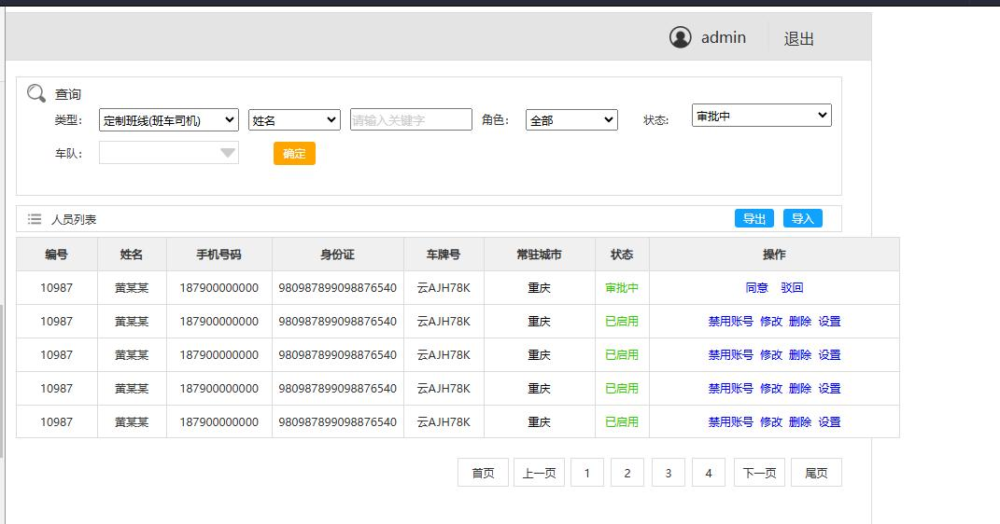 admin 退出
查询
类型： 定制班线(班车司机) 姓名 请输入关键字 角色： 全部 状态: 审批中
车队： 确定
人员列表 导出 导入
编号 姓名 手机号码 身份证 车牌号 常驻城市 状态 操作
10987 黄某某 187900000000 980987899098876540 云AJH78K 重庆 审批中 同意 驳回
10987 黄某某 187900000000 980987899098876540 云AJH78K 重庆 已启用 禁用账号 修改 删除 设置
10987 黄某某 187900000000 980987899098876540 云AJH78K 重庆 已启用 禁用账号 修改 删除 设置
10987 黄某某 187900000000 980987899098876540 云AJH78K 重庆 已启用 禁用账号 修改 删除 设置
10987 黄某某 187900000000 980987899098876540 云AJH78K 重庆 已启用 禁用账号 修改 删除 设置
首页 上一页 1 2 3 4 下一页 尾页